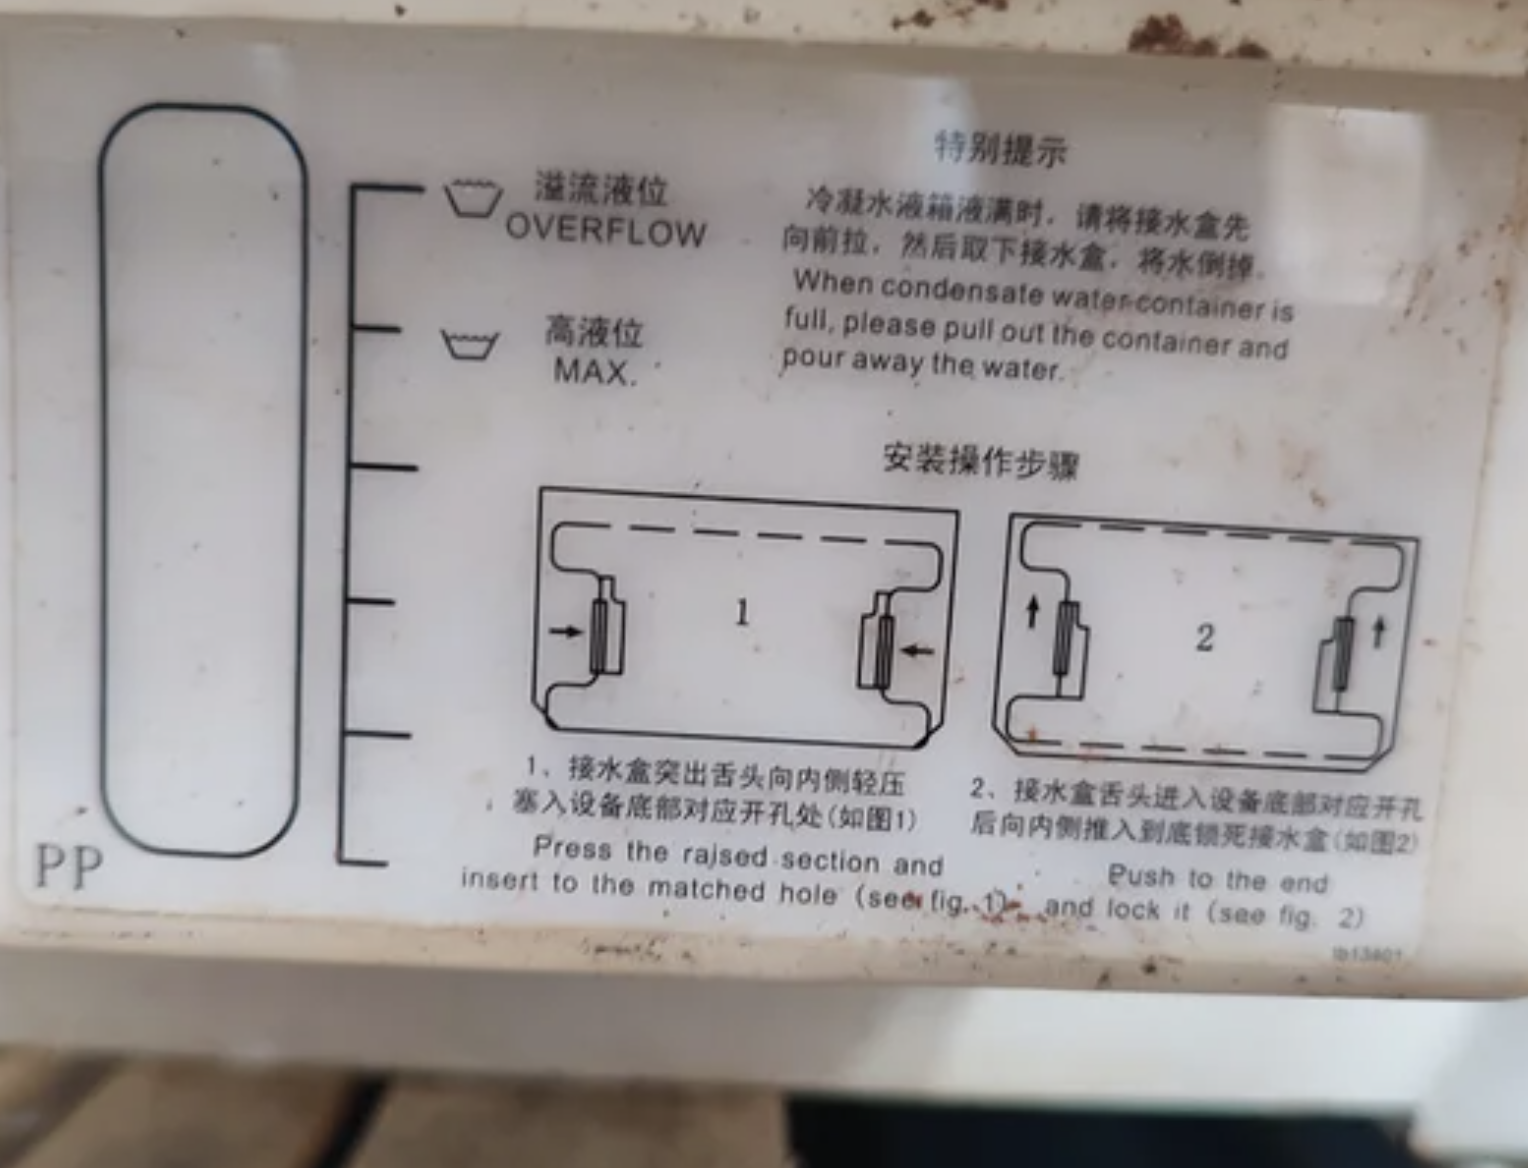 特别提示
溢流液位
OVERFLOW
冷凝水液箱液满时，请将接水盒先
向前拉，然后取下接水盒，将水倒掉。
When condensate water container is
full, please pull out the container and
pour away the water.
高液位
MAX.
安装操作步骤
1
2
1、接水盒突出舌头向内侧轻压
塞入设备底部对应开孔处(如图1)
Press the raised section and
insert to the matched hole (see fig. 1)
2、接水盒舌头进入设备底部对应开孔
后向内侧推入到底锁死接水盒(如图2)
Push to the end
and lock it (see fig. 2)
PP